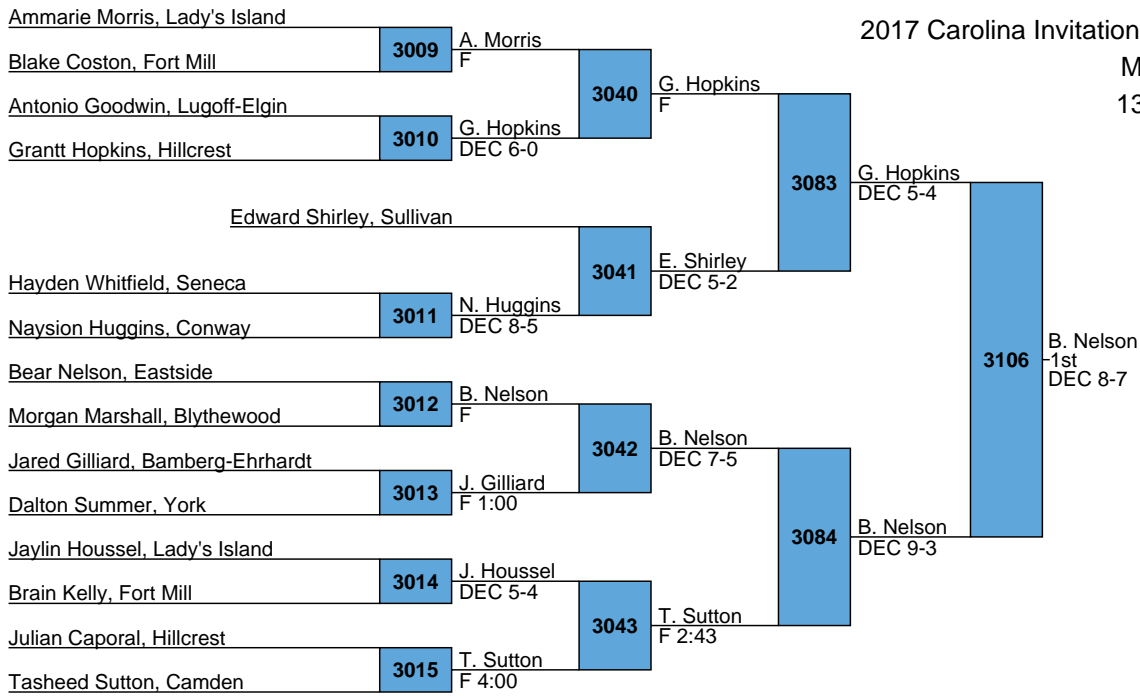 Ammarie Morris, Lady's Island
3009
A. Morris
F
Blake Coston, Fort Mill
2017 Carolina Invitation
M
13
Antonio Goodwin, Lugoff-Elgin
3010
G. Hopkins
DEC 6-0
Grantt Hopkins, Hillcrest
3040
G. Hopkins
F
Edward Shirley, Sullivan
3083
G. Hopkins
DEC 5-4
Hayden Whitfield, Seneca
3011
N. Huggins
DEC 8-5
Naysion Huggins, Conway
3041
E. Shirley
DEC 5-2
Bear Nelson, Eastside
3012
B. Nelson
F
Morgan Marshall, Blythewood
3106
B. Nelson
1st
DEC 8-7
Jared Gilliard, Bamberg-Ehrhardt
3013
J. Gilliard
F 1:00
Dalton Summer, York
3042
B. Nelson
DEC 7-5
Jaylin Houssel, Lady's Island
3014
J. Houssel
DEC 5-4
Brain Kelly, Fort Mill
3084
B. Nelson
DEC 9-3
Julian Caporal, Hillcrest
3015
T. Sutton
F 4:00
Tasheed Sutton, Camden
3043
T. Sutton
F 2:43